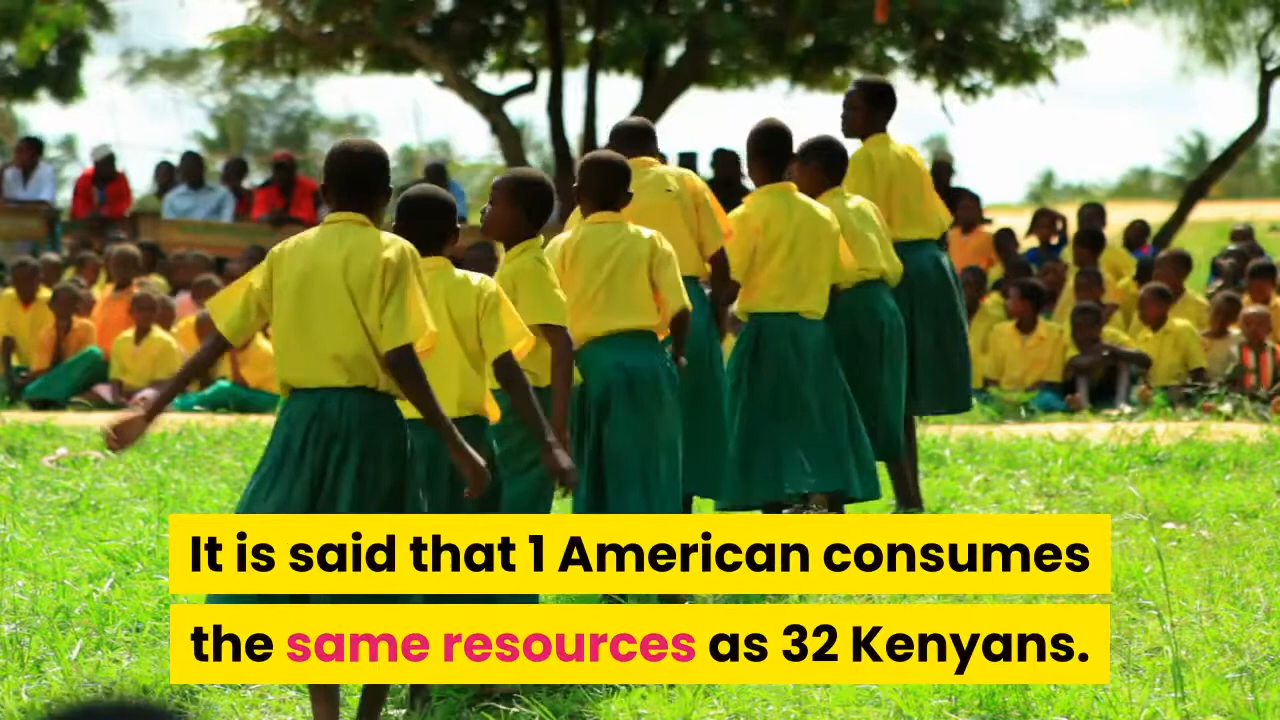 It is said that 1 American consumes
the same resources as 32 Kenyans.